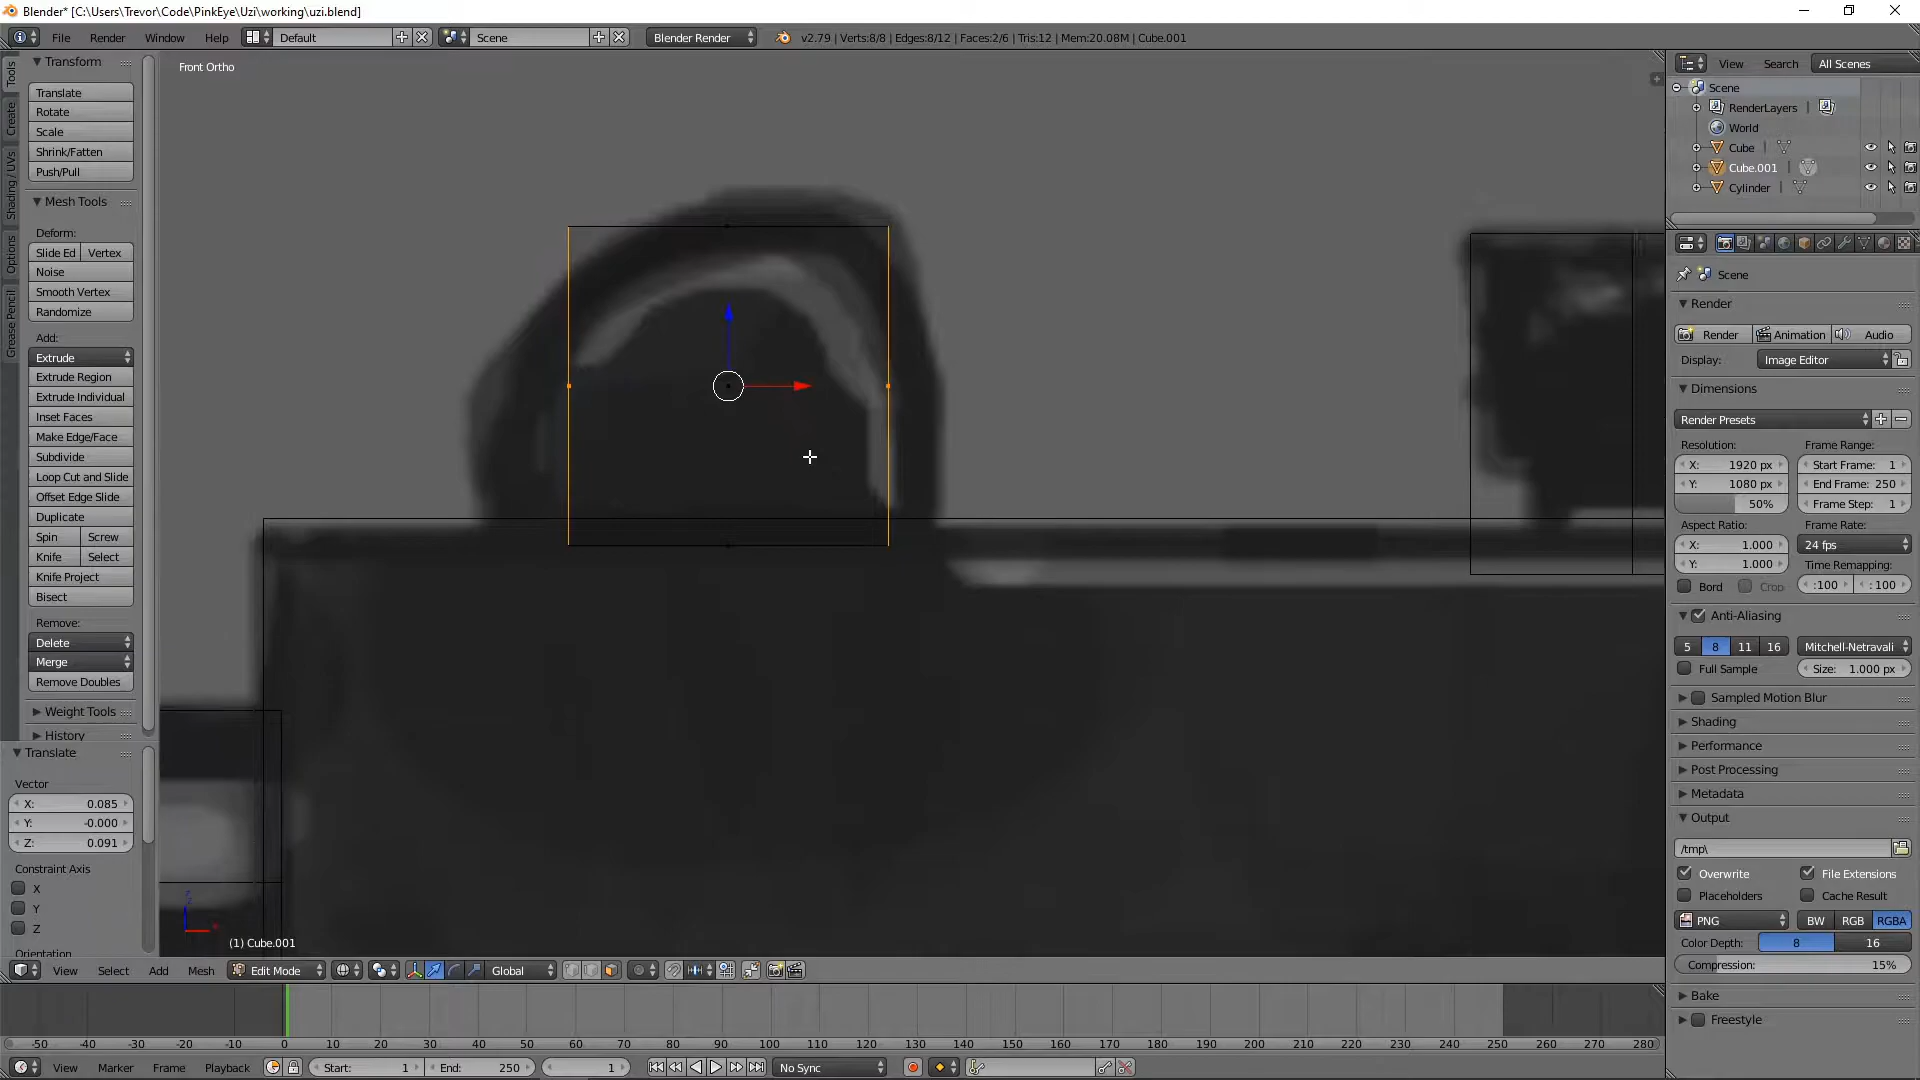 Blender* [C:\Users\Trevor\Code\PinkEye\Uzi\working\uzi.blend]
File Render Window Help Default Scene Blender Render v2.79 | Verts:8/8 | Edges:8/12 | Faces:2/6 | Tris:12 | Mem:20.08M | Cube.001
Tools
Create
Shading / UVs
Options
Grease Pencil
Transform
Translate
Rotate
Scale
Shrink/Fatten
Push/Pull
Mesh Tools
Deform:
Slide Ed Vertex
Noise
Smooth Vertex
Randomize
Add:
Extrude
Extrude Region
Extrude Individual
Inset Faces
Make Edge/Face
Subdivide
Loop Cut and Slide
Offset Edge Slide
Duplicate
Spin Screw
Knife Select
Knife Project
Bisect
Remove:
Delete
Merge
Remove Doubles
Weight Tools
History
Translate
Vector
X: 0.085
Y: -0.000
Z: 0.091
Constraint Axis
X
Y
Z
Orientation
Front Ortho
(1) Cube.001
View Select Add Mesh Edit Mode Global
-50 -40 -30 -20 -10 0 10 20 30 40 50 60 70 80 90 100 110 120 130 140 150 160 170 180 190 200 210 220 230 240 250 260 270 280
View Marker Frame Playback Start: 1 End: 250 1 No Sync
View Search All Scenes
Scene
RenderLayers
World
Cube
Cube.001
Cylinder
Scene
Render
Render Animation Audio
Display: Image Editor
Dimensions
Render Presets
Resolution: Frame Range:
X: 1920 px Start Frame: 1
Y: 1080 px End Frame: 250
50% Frame Step: 1
Aspect Ratio: Frame Rate:
X: 1.000 24 fps
Y: 1.000 Time Remapping:
Bord Crop :100 : 100
Anti-Aliasing
5 8 11 16 Mitchell-Netravali
Full Sample Size: 1.000 px
Sampled Motion Blur
Shading
Performance
Post Processing
Metadata
Output
/tmp\
Overwrite File Extensions
Placeholders Cache Result
PNG BW RGB RGBA
Color Depth: 8 16
Compression: 15%
Bake
Freestyle